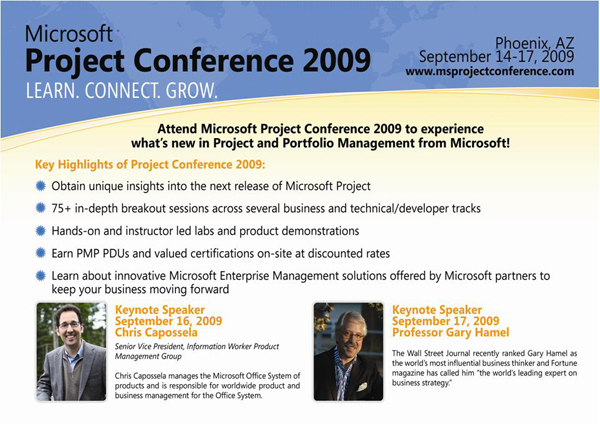 Microsoft
Project Conference 2009
LEARN. CONNECT. GROW.
Phoenix, AZ
September 14-17, 2009
www.msprojectconference.com
Attend Microsoft Project Conference 2009 to experience
what's new in Project and Portfolio Management from Microsoft!
Key Highlights of Project Conference 2009:
Obtain unique insights into the next release of Microsoft Project
75+ in-depth breakout sessions across several business and technical/developer tracks
Hands-on and instructor led labs and product demonstrations
Earn PMP PDUs and valued certifications on-site at discounted rates
Learn about innovative Microsoft Enterprise Management solutions offered by Microsoft partners to
keep your business moving forward
Keynote Speaker
September 16, 2009
Chris Capossela
Senior Vice President, Information Worker Product
Management Group
Chris Capossela manages the Microsoft Office System of
products and is responsible for worldwide product and
business management for the Office System.
Keynote Speaker
September 17, 2009
Professor Gary Hamel
The Wall Street Journal recently ranked Gary Hamel as
the world's most influential business thinker and Fortune
magazine has called him "the world's leading expert on
business strategy."